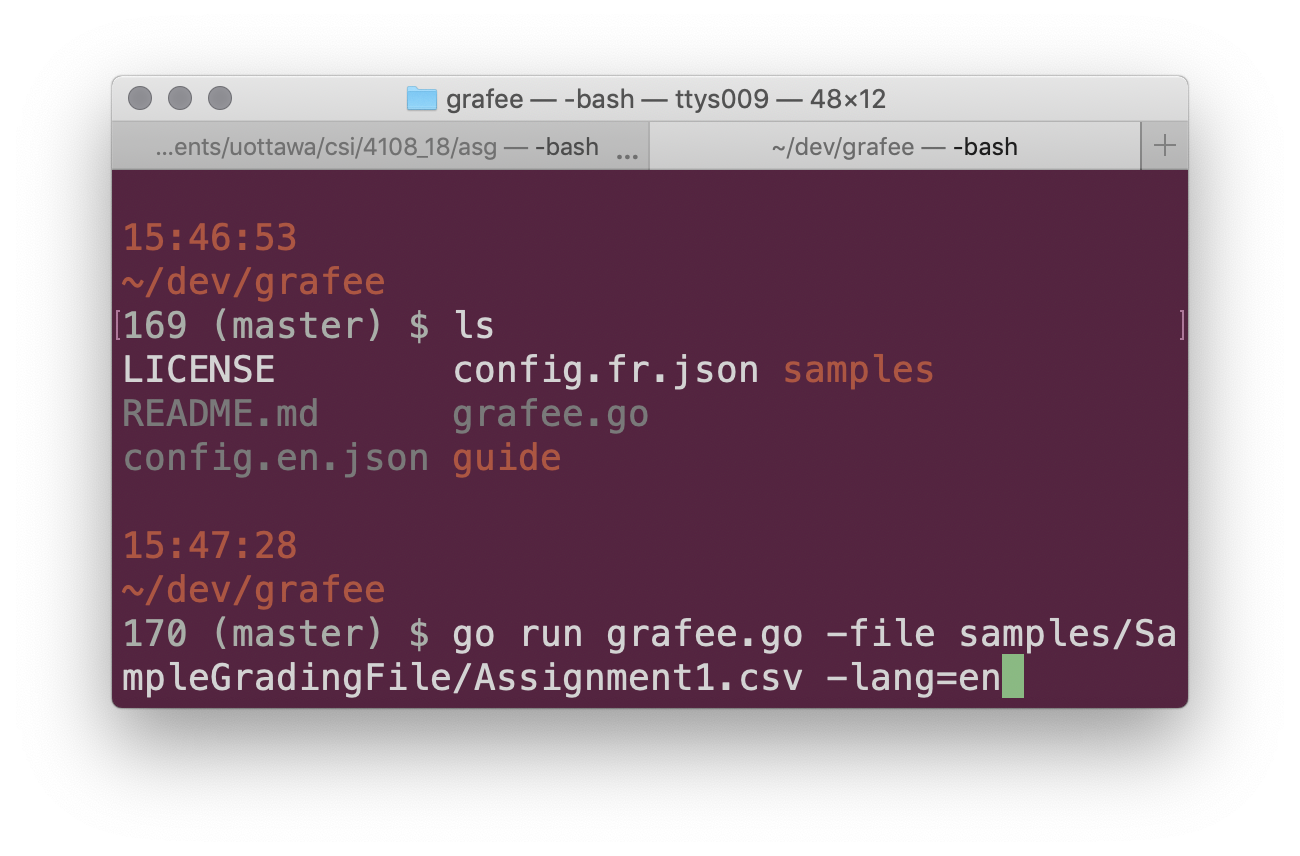 grafee — -bash — ttys009 — 48×12
...ents/uottawa/csi/4108_18/asg — -bash ...
~/dev/grafee — -bash +
15:46:53
~/dev/grafee
[169 (master) $ ls ]
LICENSE config.fr.json samples
README.md grafee.go
config.en.json guide
15:47:28
~/dev/grafee
170 (master) $ go run grafee.go -file samples/Sa
mpleGradingFile/Assignment1.csv -lang=en